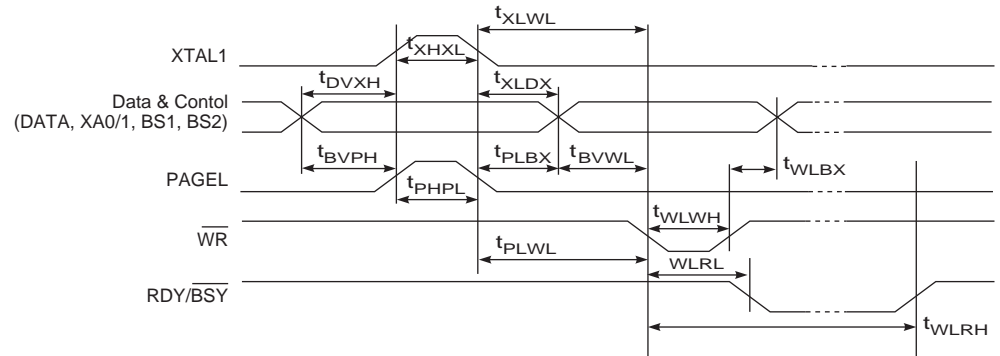 tXLWL
XTAL1
tXHXL
tDVXH
tXLDX
Data & Contol
(DATA, XA0/1, BS1, BS2)
tBVPH
tPLBX
tBVWL
tWLBX
PAGEL
tPHPL
tWLWH
WR
tPLWL
WLRL
RDY/BSY
tWLRH